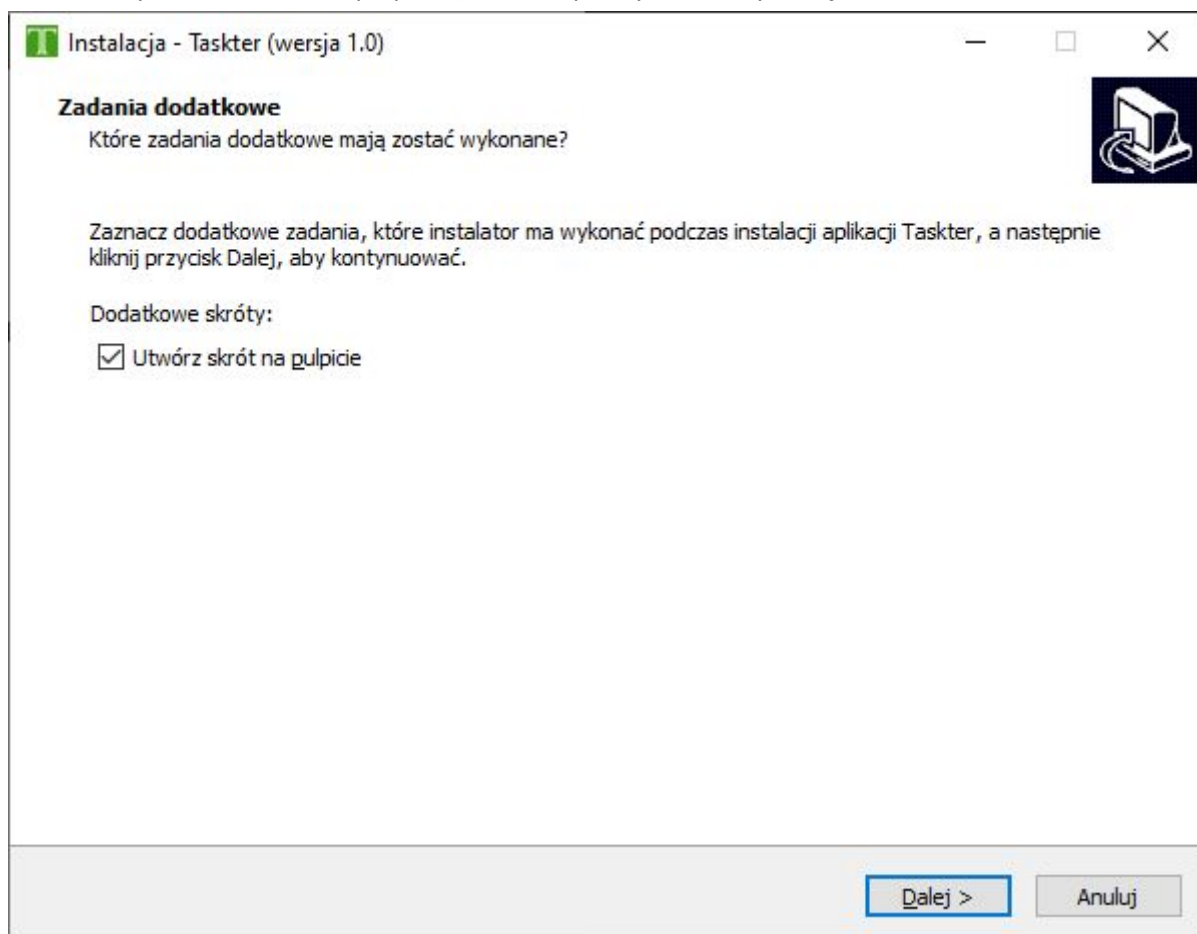 Instalacja - Taskter (wersja 1.0)
Zadania dodatkowe
Które zadania dodatkowe mają zostać wykonane?
Zaznacz dodatkowe zadania, które instalator ma wykonać podczas instalacji aplikacji Taskter, a następnie
kliknij przycisk Dalej, aby kontynuować.
Dodatkowe skróty:
Utwórz skrót na pulpicie
Dalej >
Anuluj